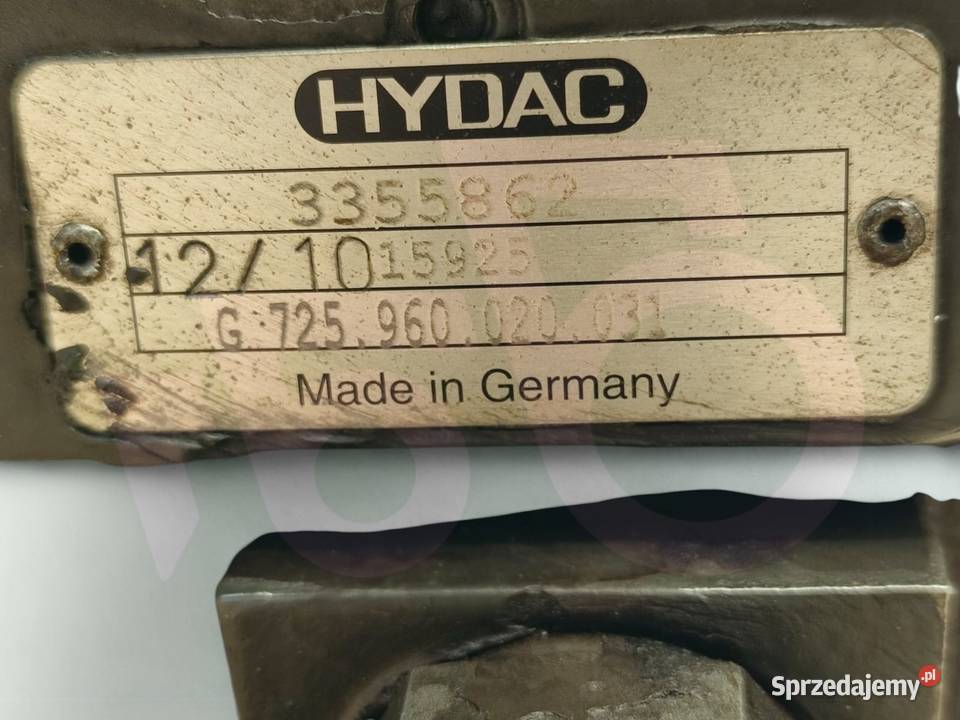 HYDAC
3355862
12/10 15925
G 725.960.020.031
Made in Germany
Sprzedajemy.pl